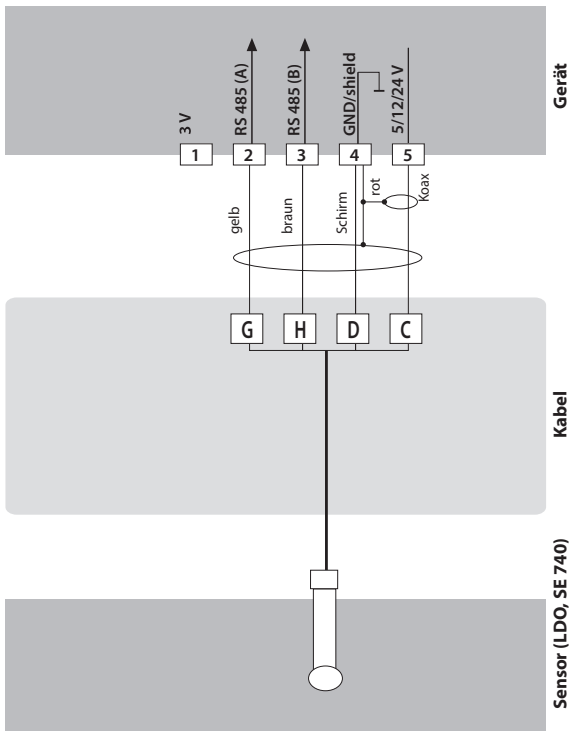 3 V
RS 485 (A)
RS 485 (B)
GND/shield
5/12/24 V
Gerät
1
2
3
4
5
gelb
braun
Schirm
rot
Koax
G
H
D
C
Kabel
Sensor (LDO, SE 740)